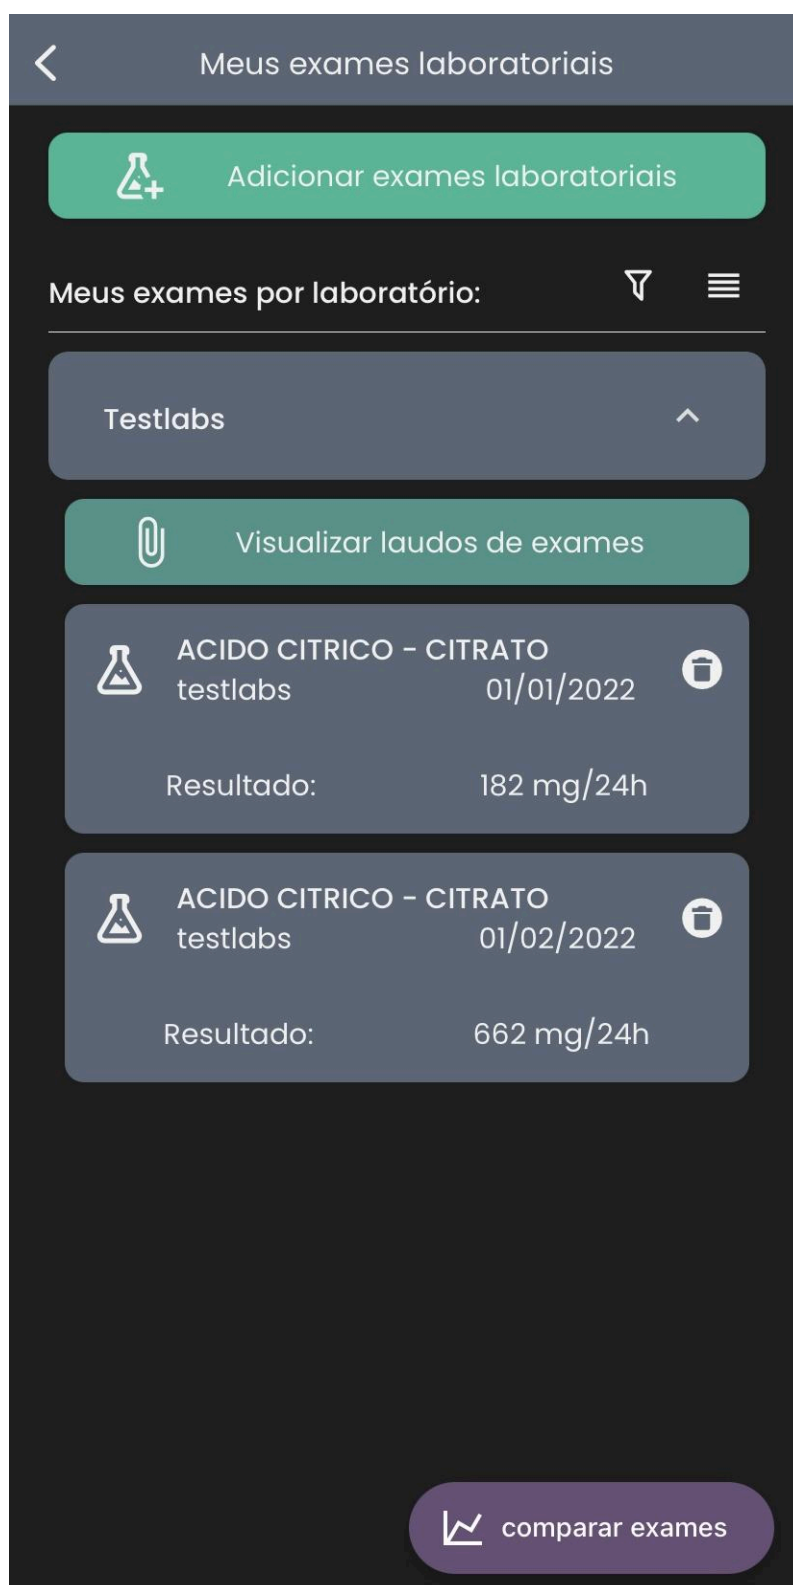 Meus exames laboratoriais
Adicionar exames laboratoriais
Meus exames por laboratório:
Testlabs
Visualizar laudos de exames
ACIDO CITRICO - CITRATO
testlabs 01/01/2022
Resultado: 182 mg/24h
ACIDO CITRICO - CITRATO
testlabs 01/02/2022
Resultado: 662 mg/24h
comparar exames